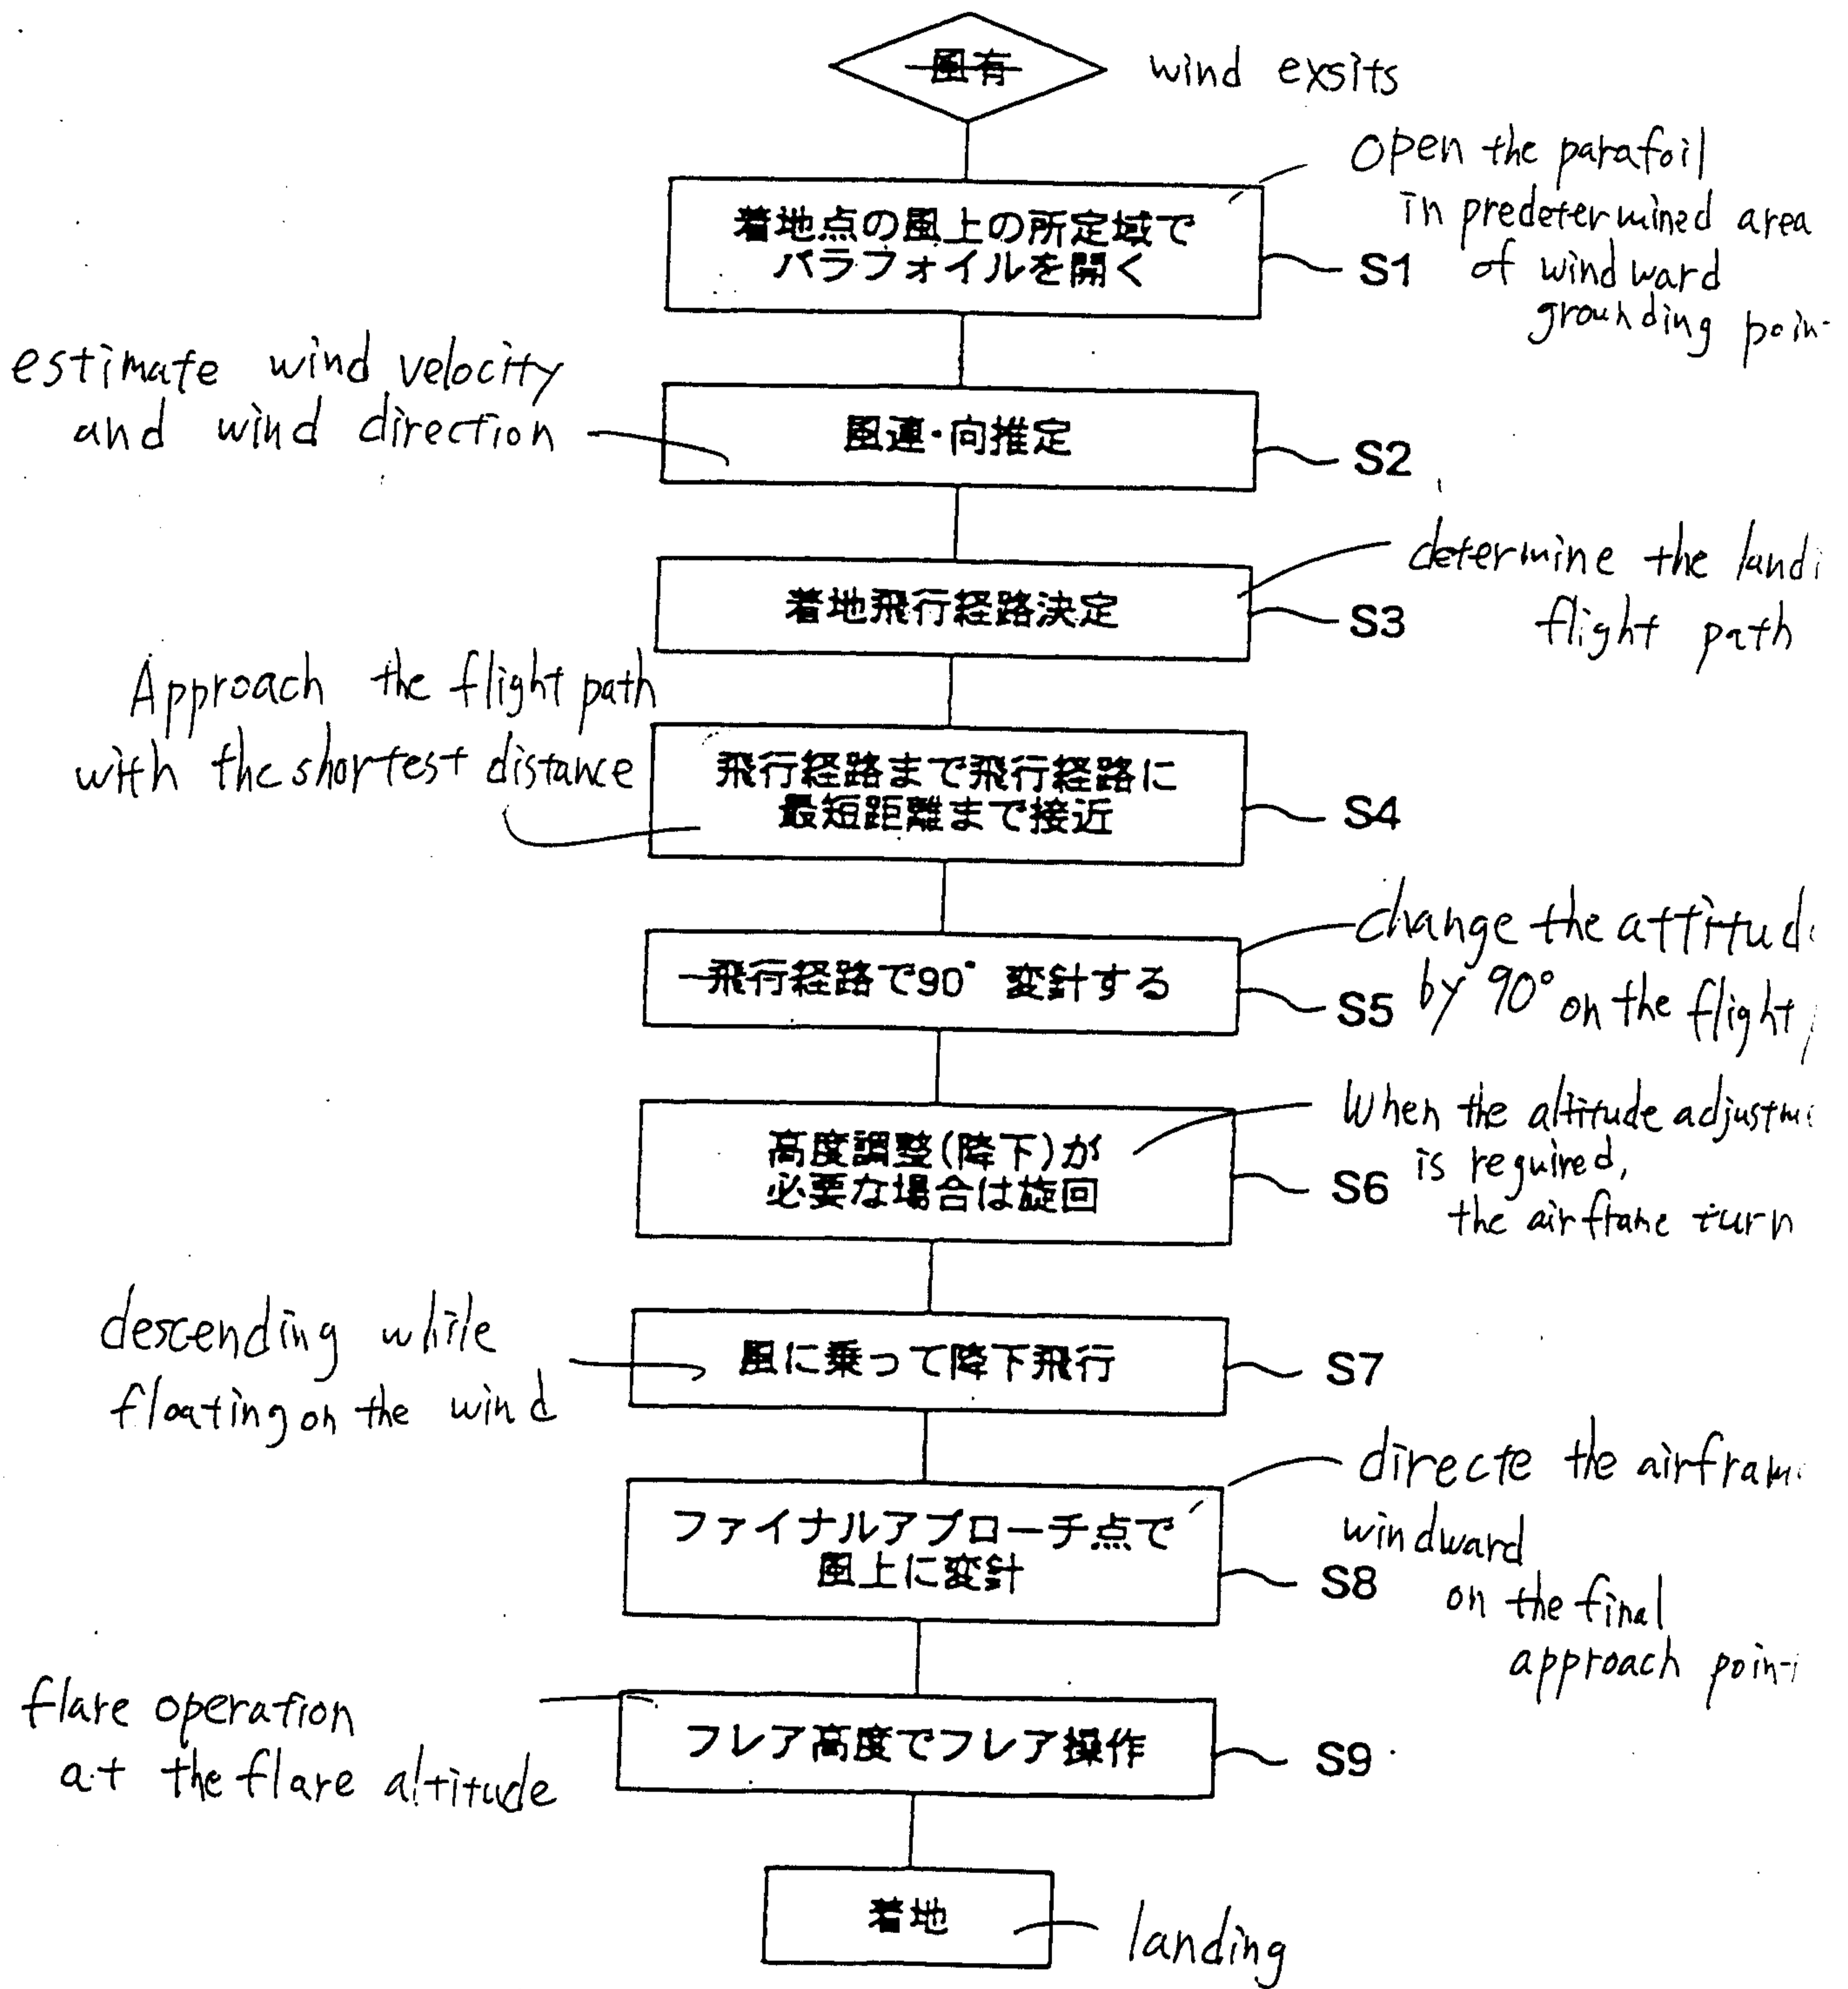 風有
wind exsits
open the parafoil
in predetermined area
of windward
grounding poin
着地点の風上の所定域で
パラフォイルを開く
S1
estimate wind velocity
and wind direction
風連・向推定
S2
determine the landi
flight path
着地飛行経路決定
S3
Approach the flight path
with the shortest distance
飛行経路まで飛行経路に
最短距離まで接近
S4
change the attitud
by 90° on the flight
飛行経路で90° 変針する
S5
When the altitude adjustm
is required,
the airframe turn
高度調整(降下)が
必要な場合は旋回
S6
descending while
floating on the wind
風に乗って降下飛行
S7
directe the airfram
windward
on the final
approach point
ファイナルアプローチ点で
風上に変針
S8
flare operation
at the flare altitude
フレア高度でフレア操作
S9
着地
landing